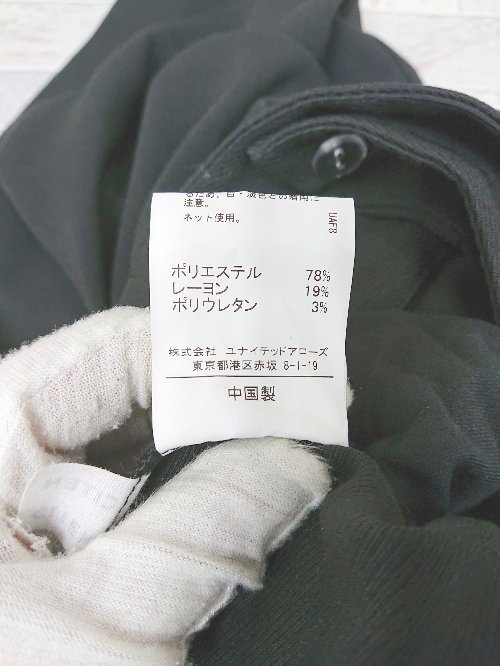 注意。
ネット使用。
UAF8
ポリエステル 78%
レーヨン 19%
ポリウレタン 3%
株式会社 ユナイテッドアローズ
東京都港区赤坂 8-1-19
中国製